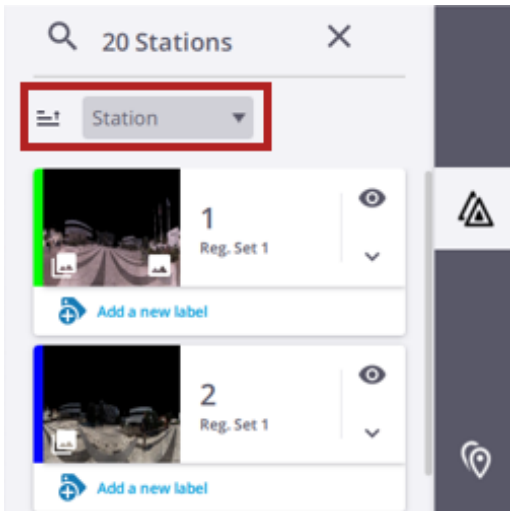 20 Stations
Station
1
Reg. Set 1
Add a new label
2
Reg. Set 1
Add a new label